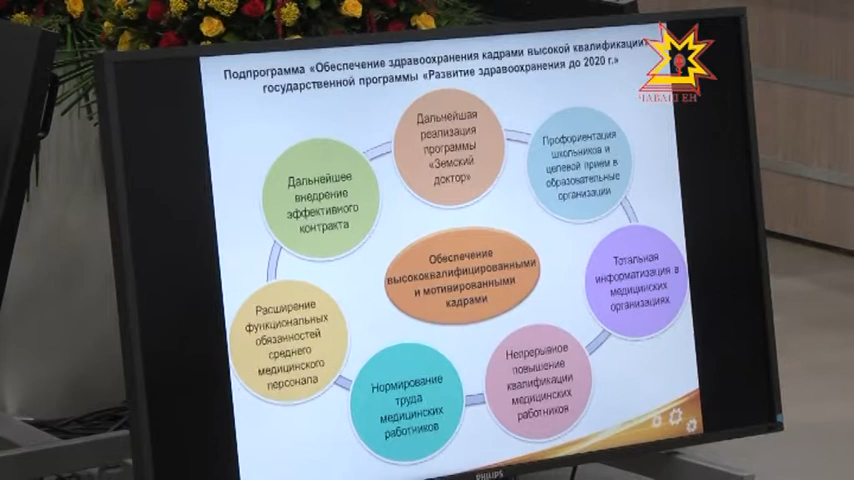 Подпрограмма «Обеспечение здравоохранения кадрами высокой квалификации»
государственной программы «Развитие здравоохранения до 2020 г.»
ЧĂВАШ ЕН
Дальнейшая
реализация
программы
«Земский
доктор»
Профориентация
школьников и
целевой прием в
образовательные
организации
Дальнейшее
внедрение
эффективного
контракта
Обеспечение
высококвалифицированными
и мотивированными
кадрами
Тотальная
информатизация в
медицинских
организациях
Расширение
функциональных
обязанностей
среднего
медицинского
персонала
Нормирование
труда
медицинских
работников
Непрерывное
повышение
квалификации
медицинских
работников
PHILIPS